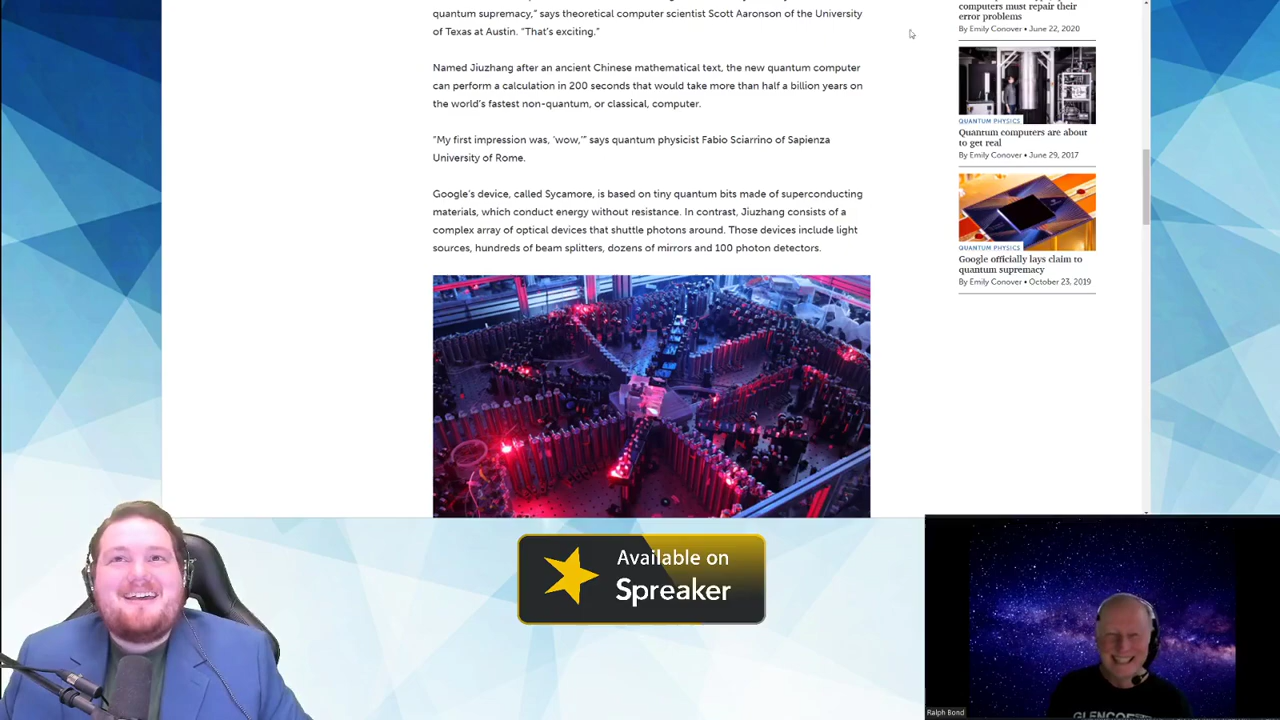 quantum supremacy,” says theoretical computer scientist Scott Aaronson of the University
of Texas at Austin. “That’s exciting.”
Named Jiuzhang after an ancient Chinese mathematical text, the new quantum computer
can perform a calculation in 200 seconds that would take more than half a billion years on
the world’s fastest non-quantum, or classical, computer.
“My first impression was, ‘wow,’” says quantum physicist Fabio Sciarrino of Sapienza
University of Rome.
Google’s device, called Sycamore, is based on tiny quantum bits made of superconducting
materials, which conduct energy without resistance. In contrast, Jiuzhang consists of a
complex array of optical devices that shuttle photons around. Those devices include light
sources, hundreds of beam splitters, dozens of mirrors and 100 photon detectors.
computers must repair their
error problems
By Emily Conover • June 22, 2020
QUANTUM PHYSICS
Quantum computers are about
to get real
By Emily Conover • June 29, 2017
QUANTUM PHYSICS
Google officially lays claim to
quantum supremacy
By Emily Conover • October 23, 2019
Available on
Spreaker
Ralph Bond